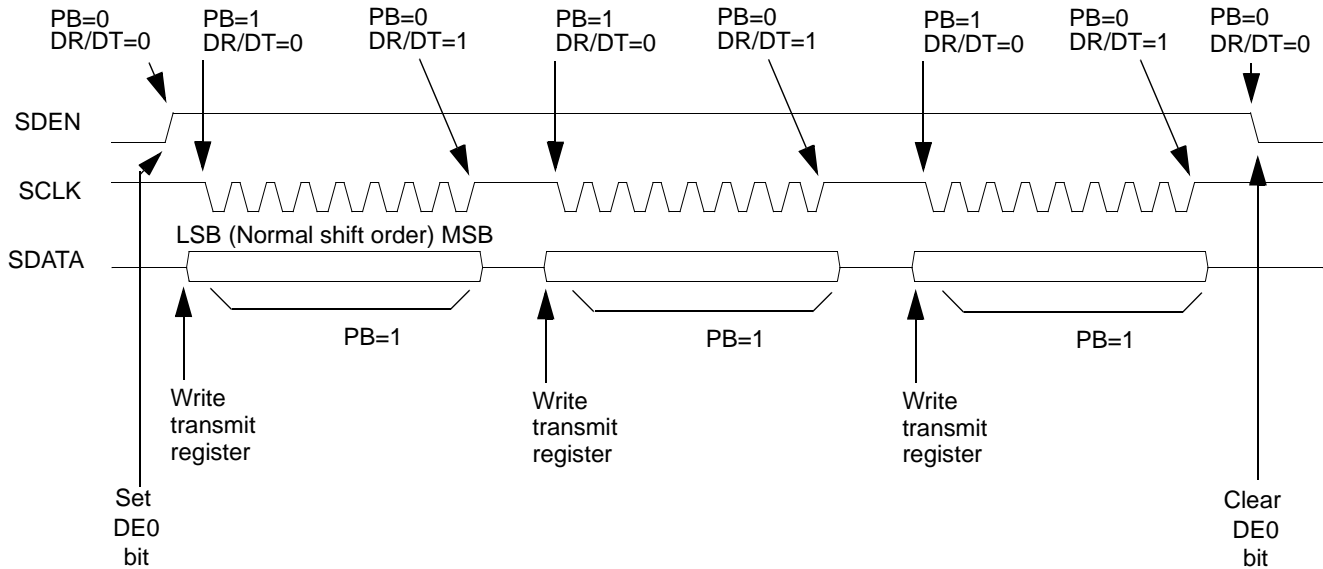 PB=0
DR/DT=0
PB=1
DR/DT=0
PB=0
DR/DT=1
PB=1
DR/DT=0
PB=0
DR/DT=1
PB=1
DR/DT=0
PB=0
DR/DT=1
PB=0
DR/DT=0
SDEN
SCLK
LSB (Normal shift order) MSB
SDATA
PB=1
PB=1
PB=1
Write
transmit
register
Write
transmit
register
Write
transmit
register
Set
DE0
bit
Clear
DE0
bit